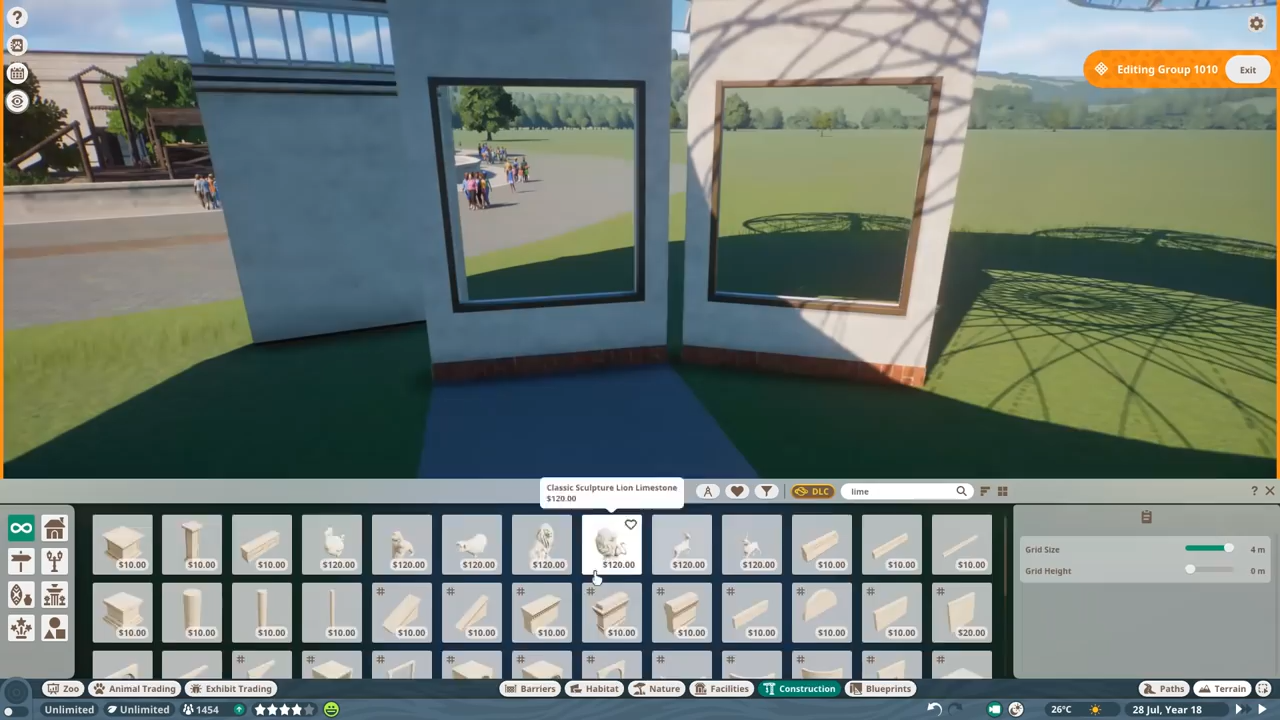 ?
Editing Group 1010
Exit
Classic Sculpture Lion Limestone
$120.00
DLC
lime
?
$10.00 $10.00 $10.00 $120.00 $120.00 $120.00 $120.00 $120.00 $120.00 $120.00 $10.00 $10.00 $10.00
Grid Size 4 m
Grid Height 0 m
$10.00 $10.00 $10.00 $10.00 $10.00 $10.00 $10.00 $10.00 $10.00 $10.00 $10.00 $10.00 $20.00
Zoo Animal Trading Exhibit Trading Barriers Habitat Nature Facilities Construction Blueprints Paths Terrain
Unlimited Unlimited 1454 26°C 28 Jul, Year 18